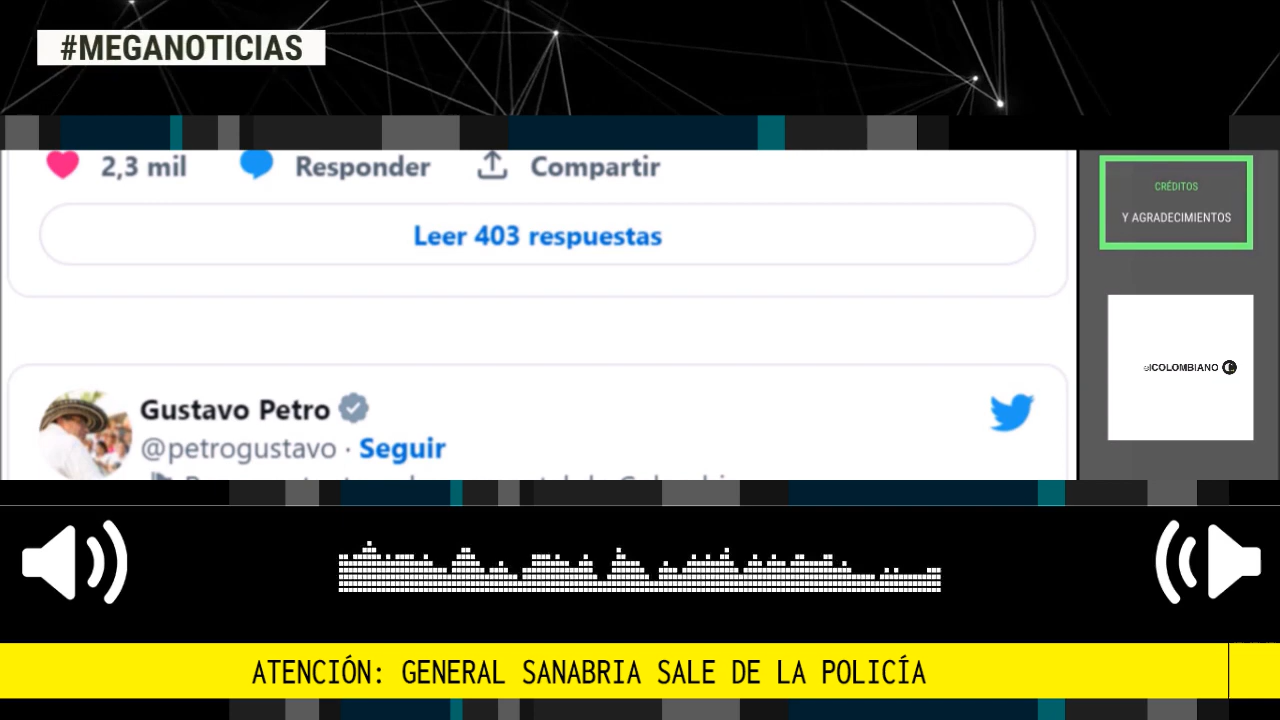 #MEGANOTICIAS
2,3 mil Responder Compartir
Leer 403 respuestas
Gustavo Petro
@petrogustavo · Seguir
CRÉDITOS
Y AGRADECIMIENTOS
elCOLOMBIANO
ATENCIÓN: GENERAL SANABRIA SALE DE LA POLICÍA